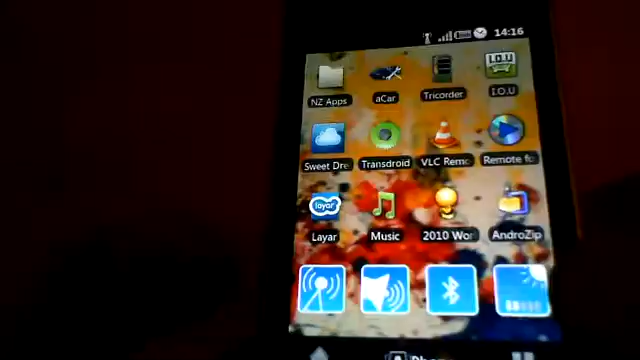 14:16
NZ Apps aCar Tricorder I.O.U
Sweet Dre Transdroid VLC Remo Remote fo
layar
Layar Music 2010 Wor AndroZip